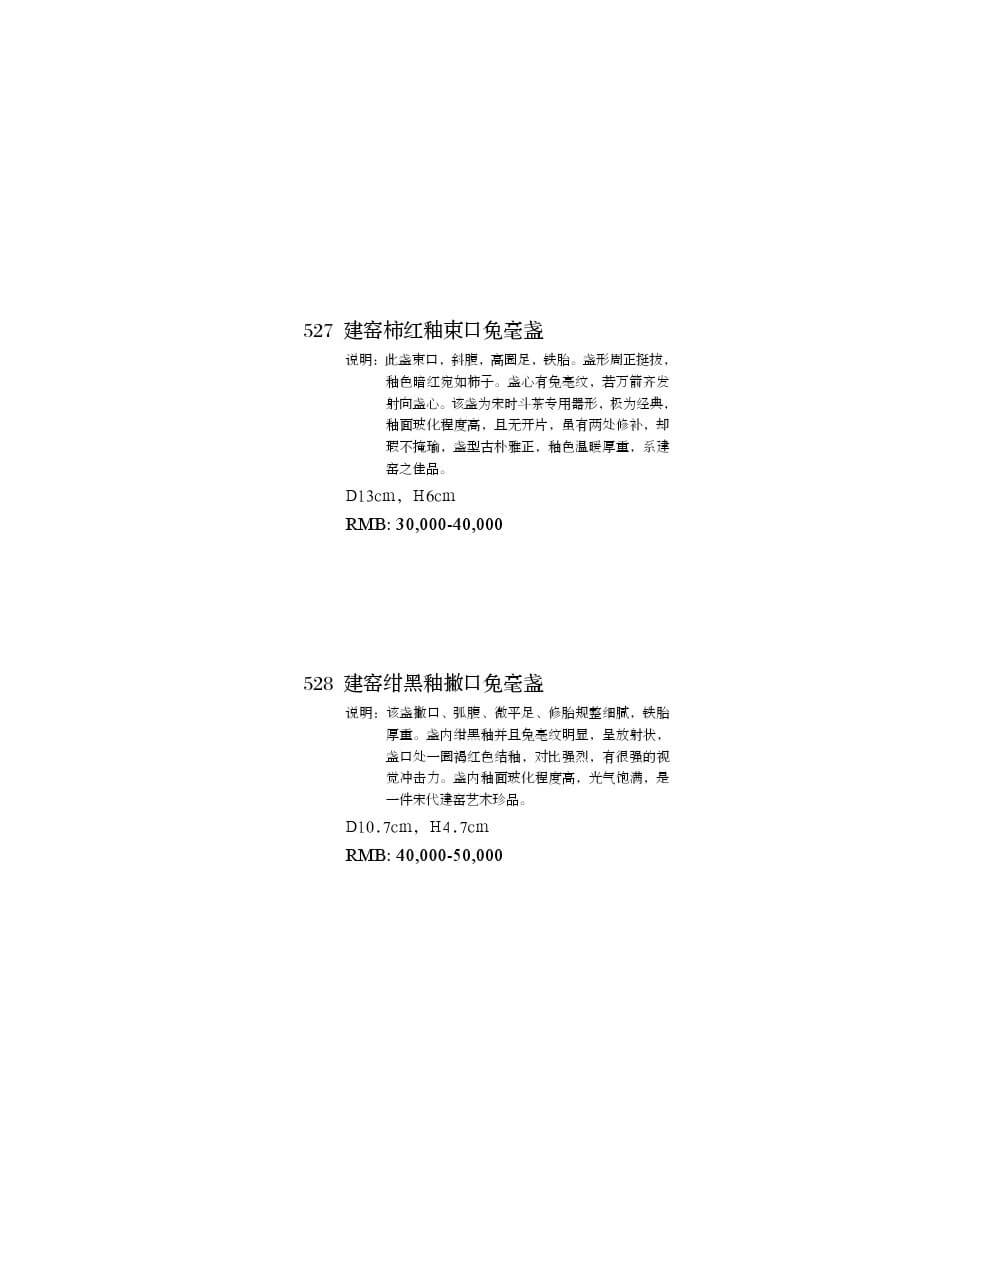 527 建窑柿红釉束口兔毫盏
说明：此盏束口，斜腹，高圈足，铁胎。盏形周正挺拔，
釉色暗红宛如柿子。盏心有兔毫纹，若万箭齐发
射向盏心。该盏为宋时斗茶专用器形，极为经典，
釉面玻化程度高，且无开片，虽有两处修补，却
瑕不掩瑜，盏型古朴雅正，釉色温暖厚重，系建
窑之佳品。
D13cm，H6cm
RMB: 30,000-40,000
528 建窑绀黑釉撇口兔毫盏
说明：该盏撇口、弧腹、微平足、修胎规整细腻，铁胎
厚重。盏内绀黑釉并且兔毫纹明显，呈放射状，
盏口处一圈褐红色结釉，对比强烈，有很强的视
觉冲击力。盏内釉面玻化程度高，光气饱满，是
一件宋代建窑艺术珍品。
D10.7cm，H4.7cm
RMB: 40,000-50,000